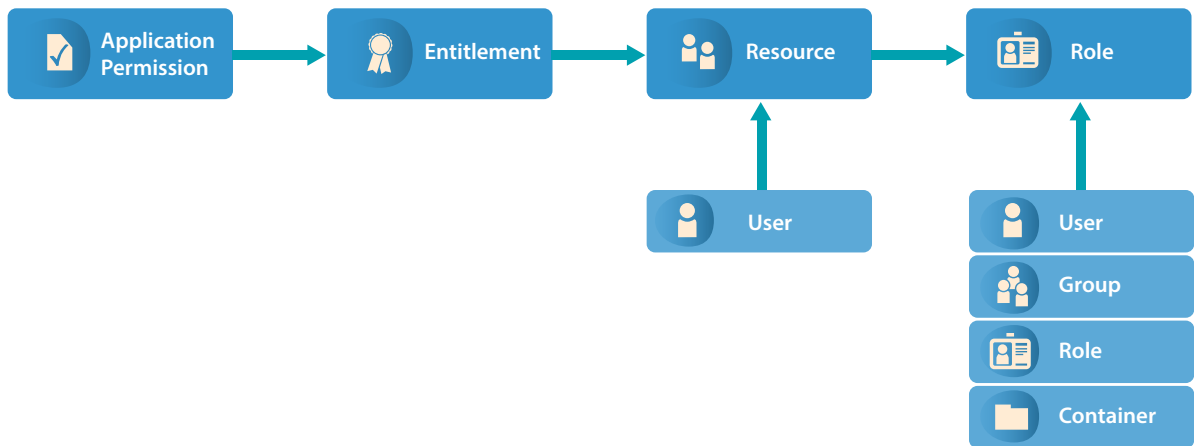 Application
Permission
Entitlement
Resource
Role
User
User
Group
Role
Container